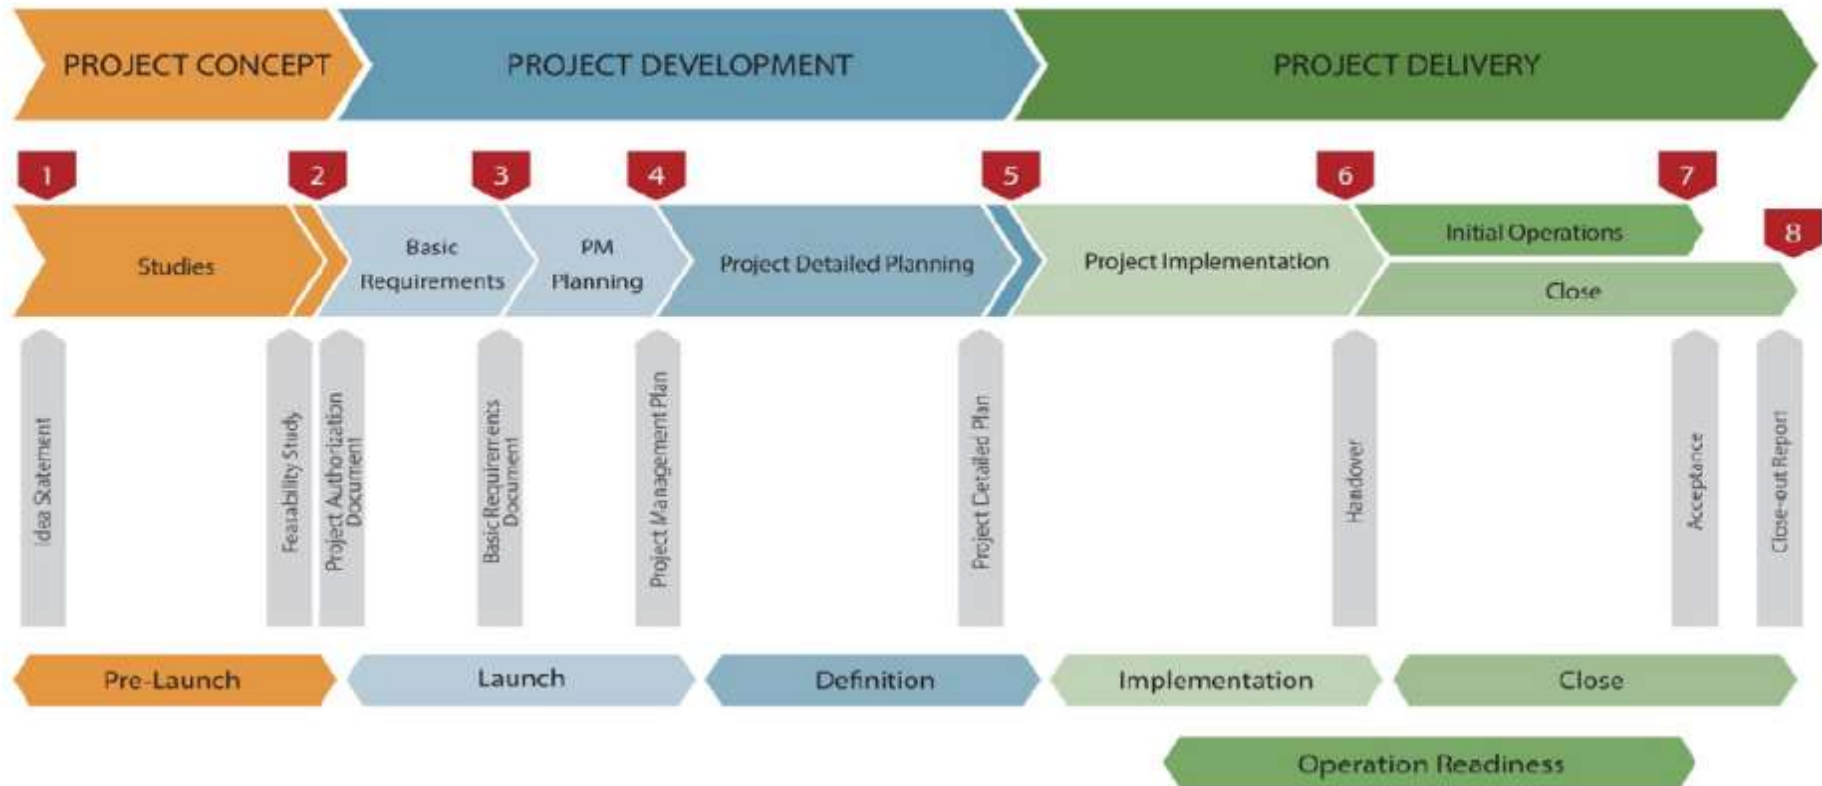 PROJECT CONCEPT
PROJECT DEVELOPMENT
PROJECT DELIVERY
1
2
3
4
5
6
7
8
Studies
Basic
Requirements
PM
Planning
Project Detailed Planning
Project Implementation
Initial Operations
Close
Idea Statement
Feasability Study
Project Authorization
Document
Basic Requirements
Document
Project Management Plan
Project Detailed Plan
Handover
Acceptance
Close-out Report
Pre-Launch
Launch
Definition
Implementation
Close
Operation Readiness